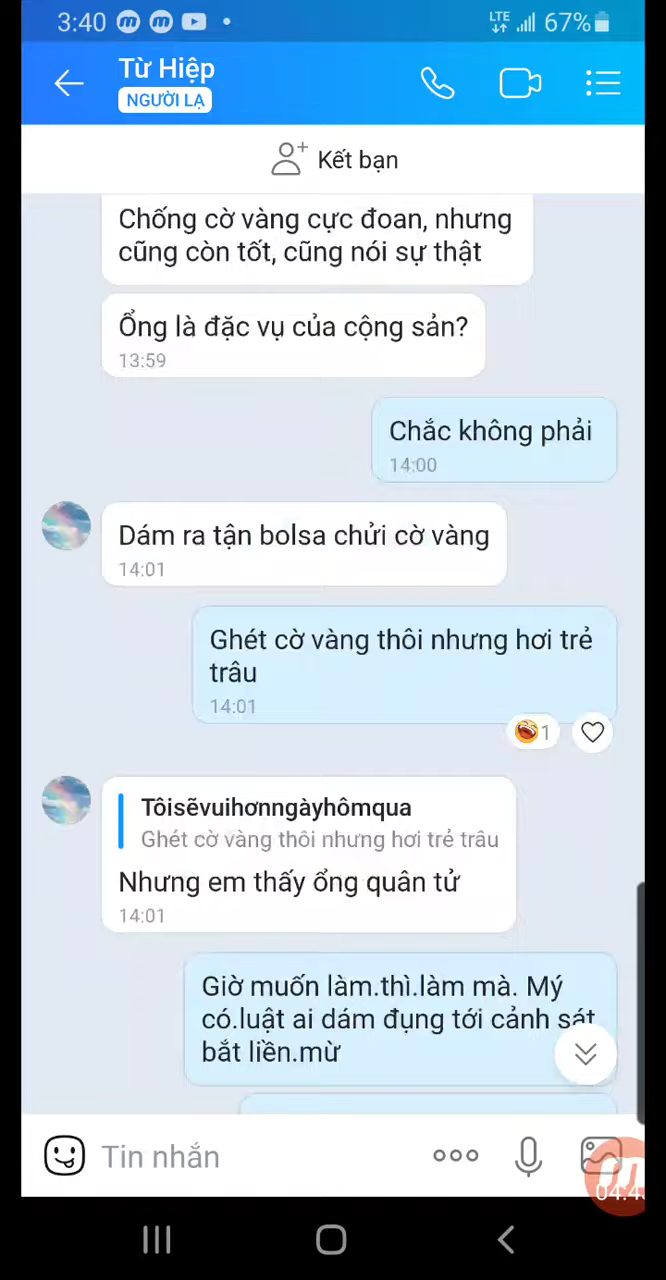 3:40
LTE
67%
Từ Hiệp
NGƯỜI LẠ
Kết bạn
Chống cờ vàng cực đoan, nhưng
cũng còn tốt, cũng nói sự thật
Ổng là đặc vụ của cộng sản?
13:59
Chắc không phải
14:00
Dám ra tận bolsa chửi cờ vàng
14:01
Ghét cờ vàng thôi nhưng hơi trẻ
trâu
14:01
1
Tôisẽvuihơnngàyhômqua
Ghét cờ vàng thôi nhưng hơi trẻ trâu
Nhưng em thấy ổng quân tử
14:01
Giờ muốn làm.thì.làm mà. Mý
có.luật ai dám đụng tới cảnh sát
bắt liền.mừ
Tin nhắn